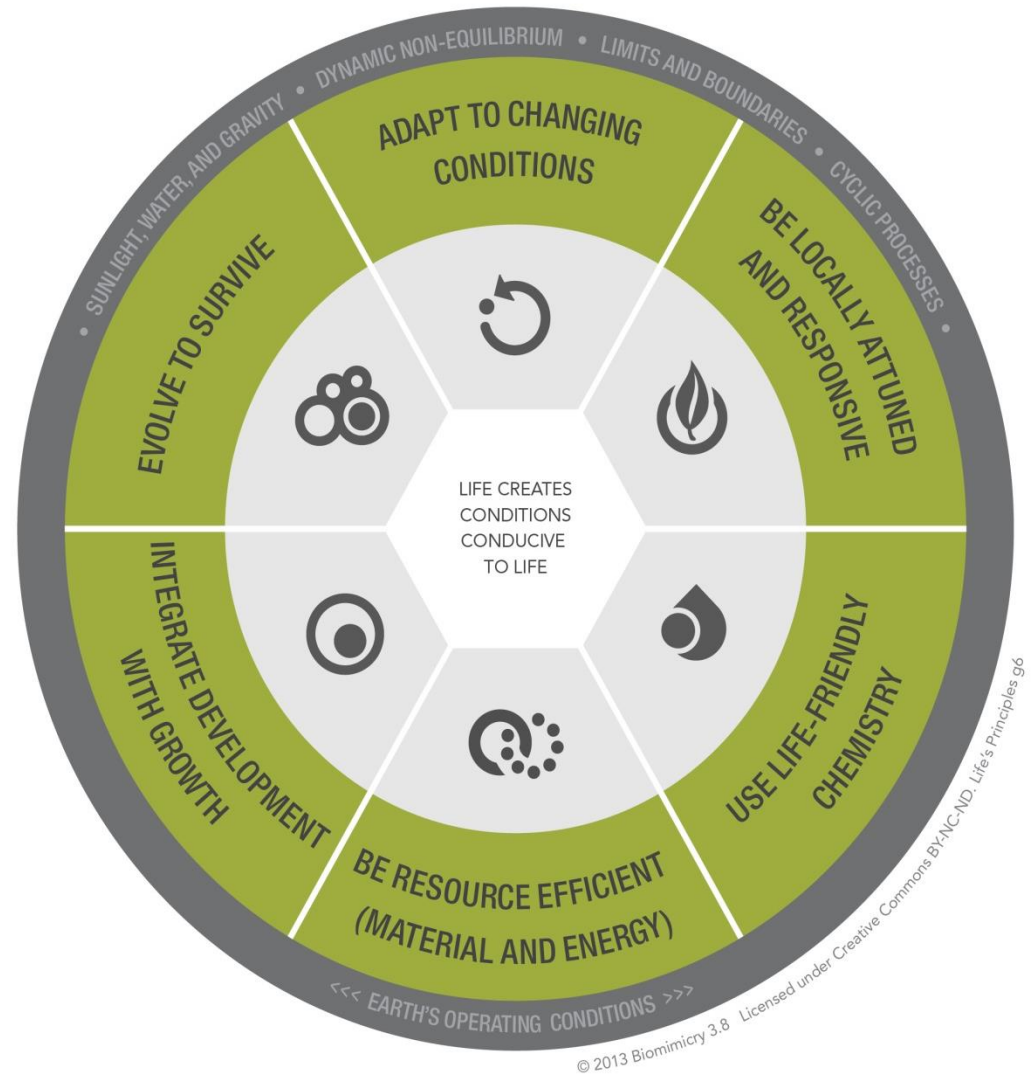 • SUNLIGHT, WATER, AND GRAVITY • DYNAMIC NON-EQUILIBRIUM • LIMITS AND BOUNDARIES • CYCLIC PROCESSES •
ADAPT TO CHANGING
CONDITIONS
BE LOCALLY ATTUNED
AND RESPONSIVE
USE LIFE-FRIENDLY
CHEMISTRY
BE RESOURCE EFFICIENT
(MATERIAL AND ENERGY)
INTEGRATE DEVELOPMENT
WITH GROWTH
EVOLVE TO SURVIVE
LIFE CREATES
CONDITIONS
CONDUCIVE
TO LIFE
<<< EARTH'S OPERATING CONDITIONS >>>
© 2013 Biomimicry 3.8 Licensed under Creative Commons BY-NC-ND. Life's Principles g6